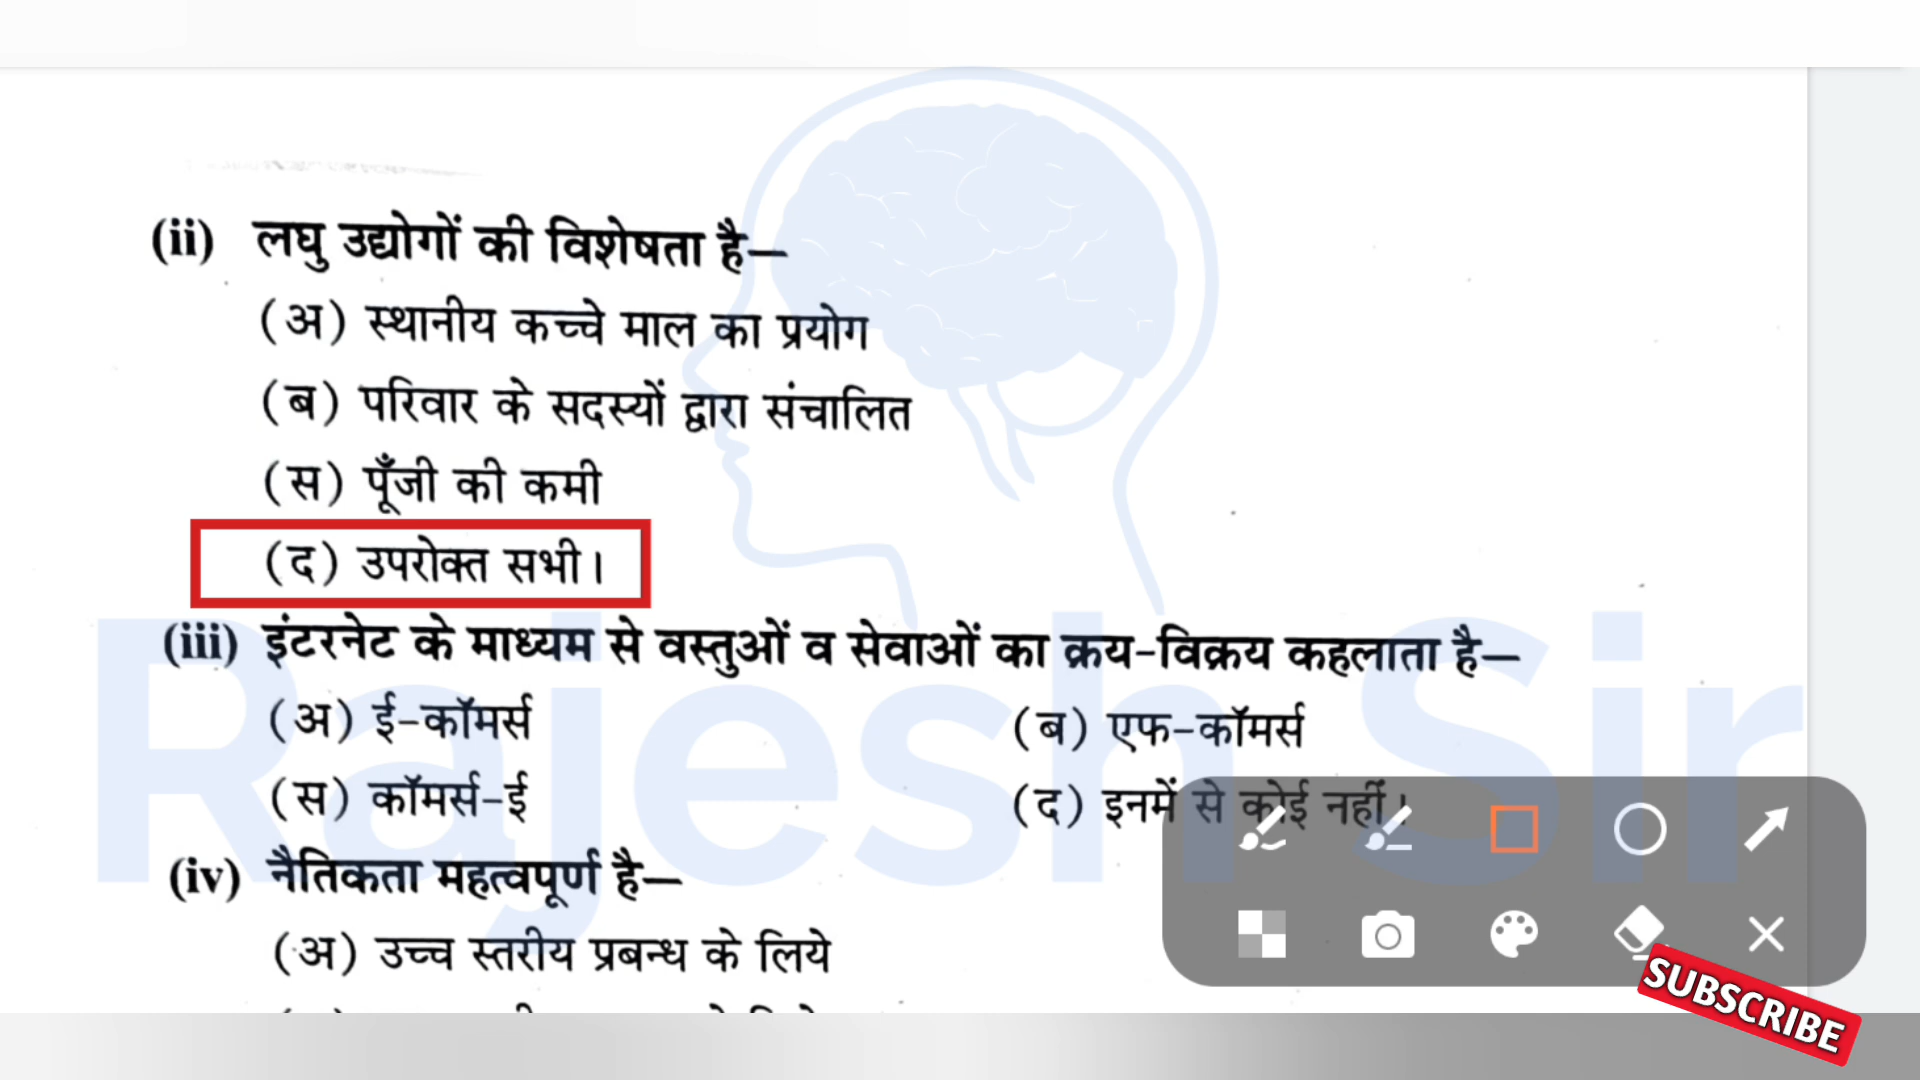 (ii) लघु उद्योगों की विशेषता है—
(अ) स्थानीय कच्चे माल का प्रयोग
(ब) परिवार के सदस्यों द्वारा संचालित
(स) पूँजी की कमी
(द) उपरोक्त सभी।
(iii) इंटरनेट के माध्यम से वस्तुओं व सेवाओं का क्रय-विक्रय कहलाता है—
(अ) ई-कॉमर्स (ब) एफ-कॉमर्स
(स) कॉमर्स-ई (द) इनमें से कोई नहीं।
(iv) नैतिकता महत्वपूर्ण है—
(अ) उच्च स्तरीय प्रबन्ध के लिये
Rajesh Sir
SUBSCRIBE